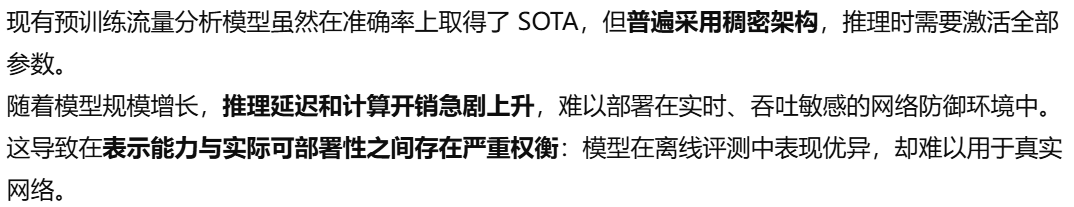 现有预训练流量分析模型虽然在准确率上取得了 SOTA，但普遍采用稠密架构，推理时需要激活全部
参数。
随着模型规模增长，推理延迟和计算开销急剧上升，难以部署在实时、吞吐敏感的网络防御环境中。
这导致在表示能力与实际可部署性之间存在严重权衡：模型在离线评测中表现优异，却难以用于真实
网络。